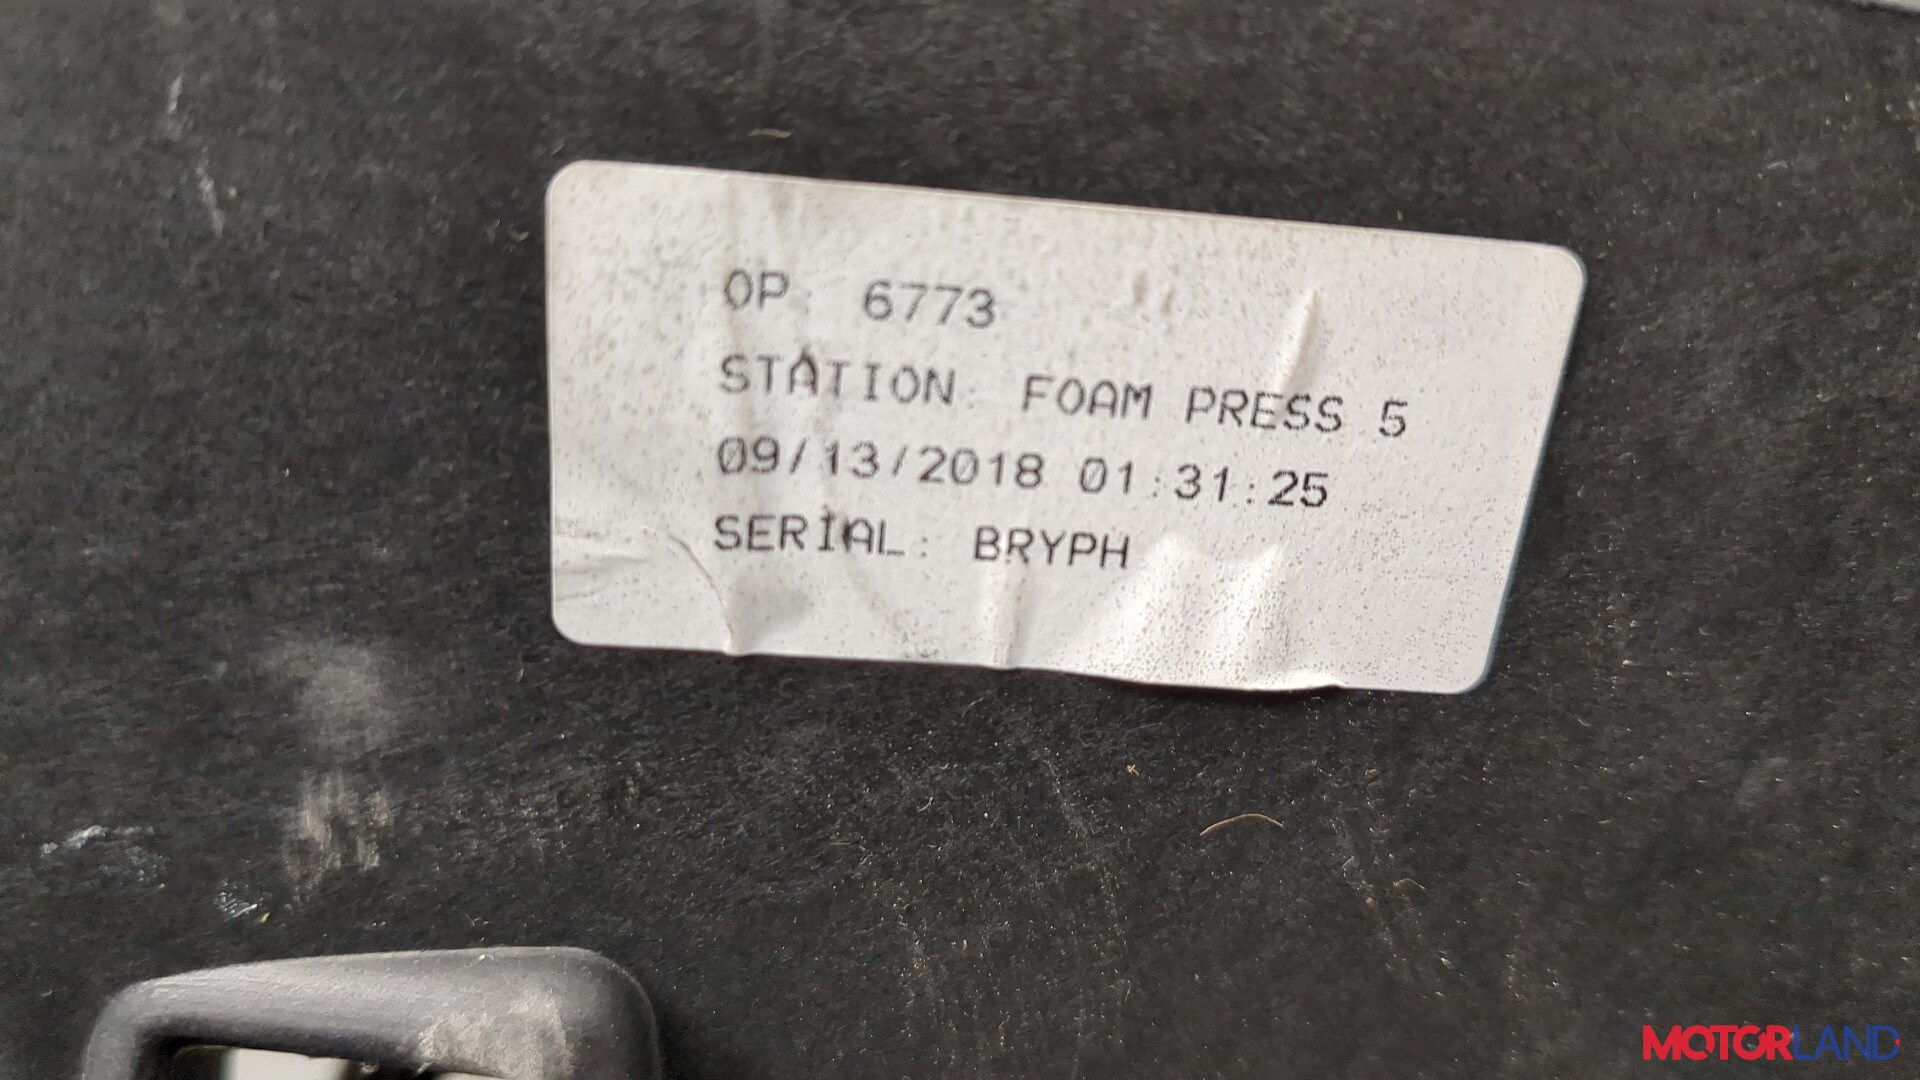 OP: 6773
STATION: FOAM PRESS 5
09/13/2018 01:31:25
SERIAL: BRYPH
MOTORLAND